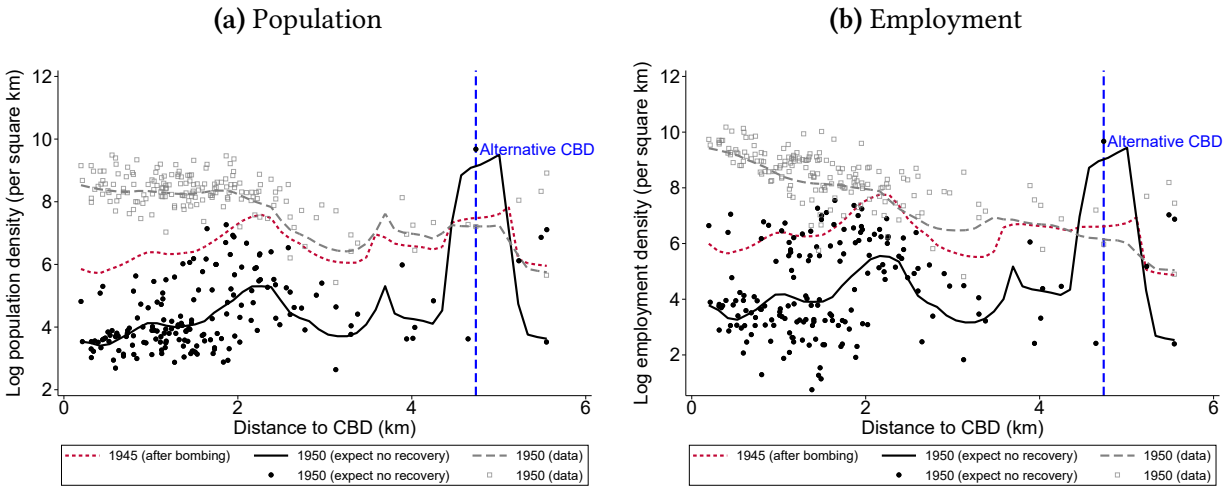 (a) Population
Log population density (per square km)
12
10
8
6
4
2
0
2
4
6
Alternative CBD
Distance to CBD (km)
1945 (after bombing)
1950 (expect no recovery)
1950 (data)
1950 (expect no recovery)
1950 (data)
(b) Employment
Log employment density (per square km)
12
10
8
6
4
2
0
2
4
6
Alternative CBD
Distance to CBD (km)
1945 (after bombing)
1950 (expect no recovery)
1950 (data)
1950 (expect no recovery)
1950 (data)